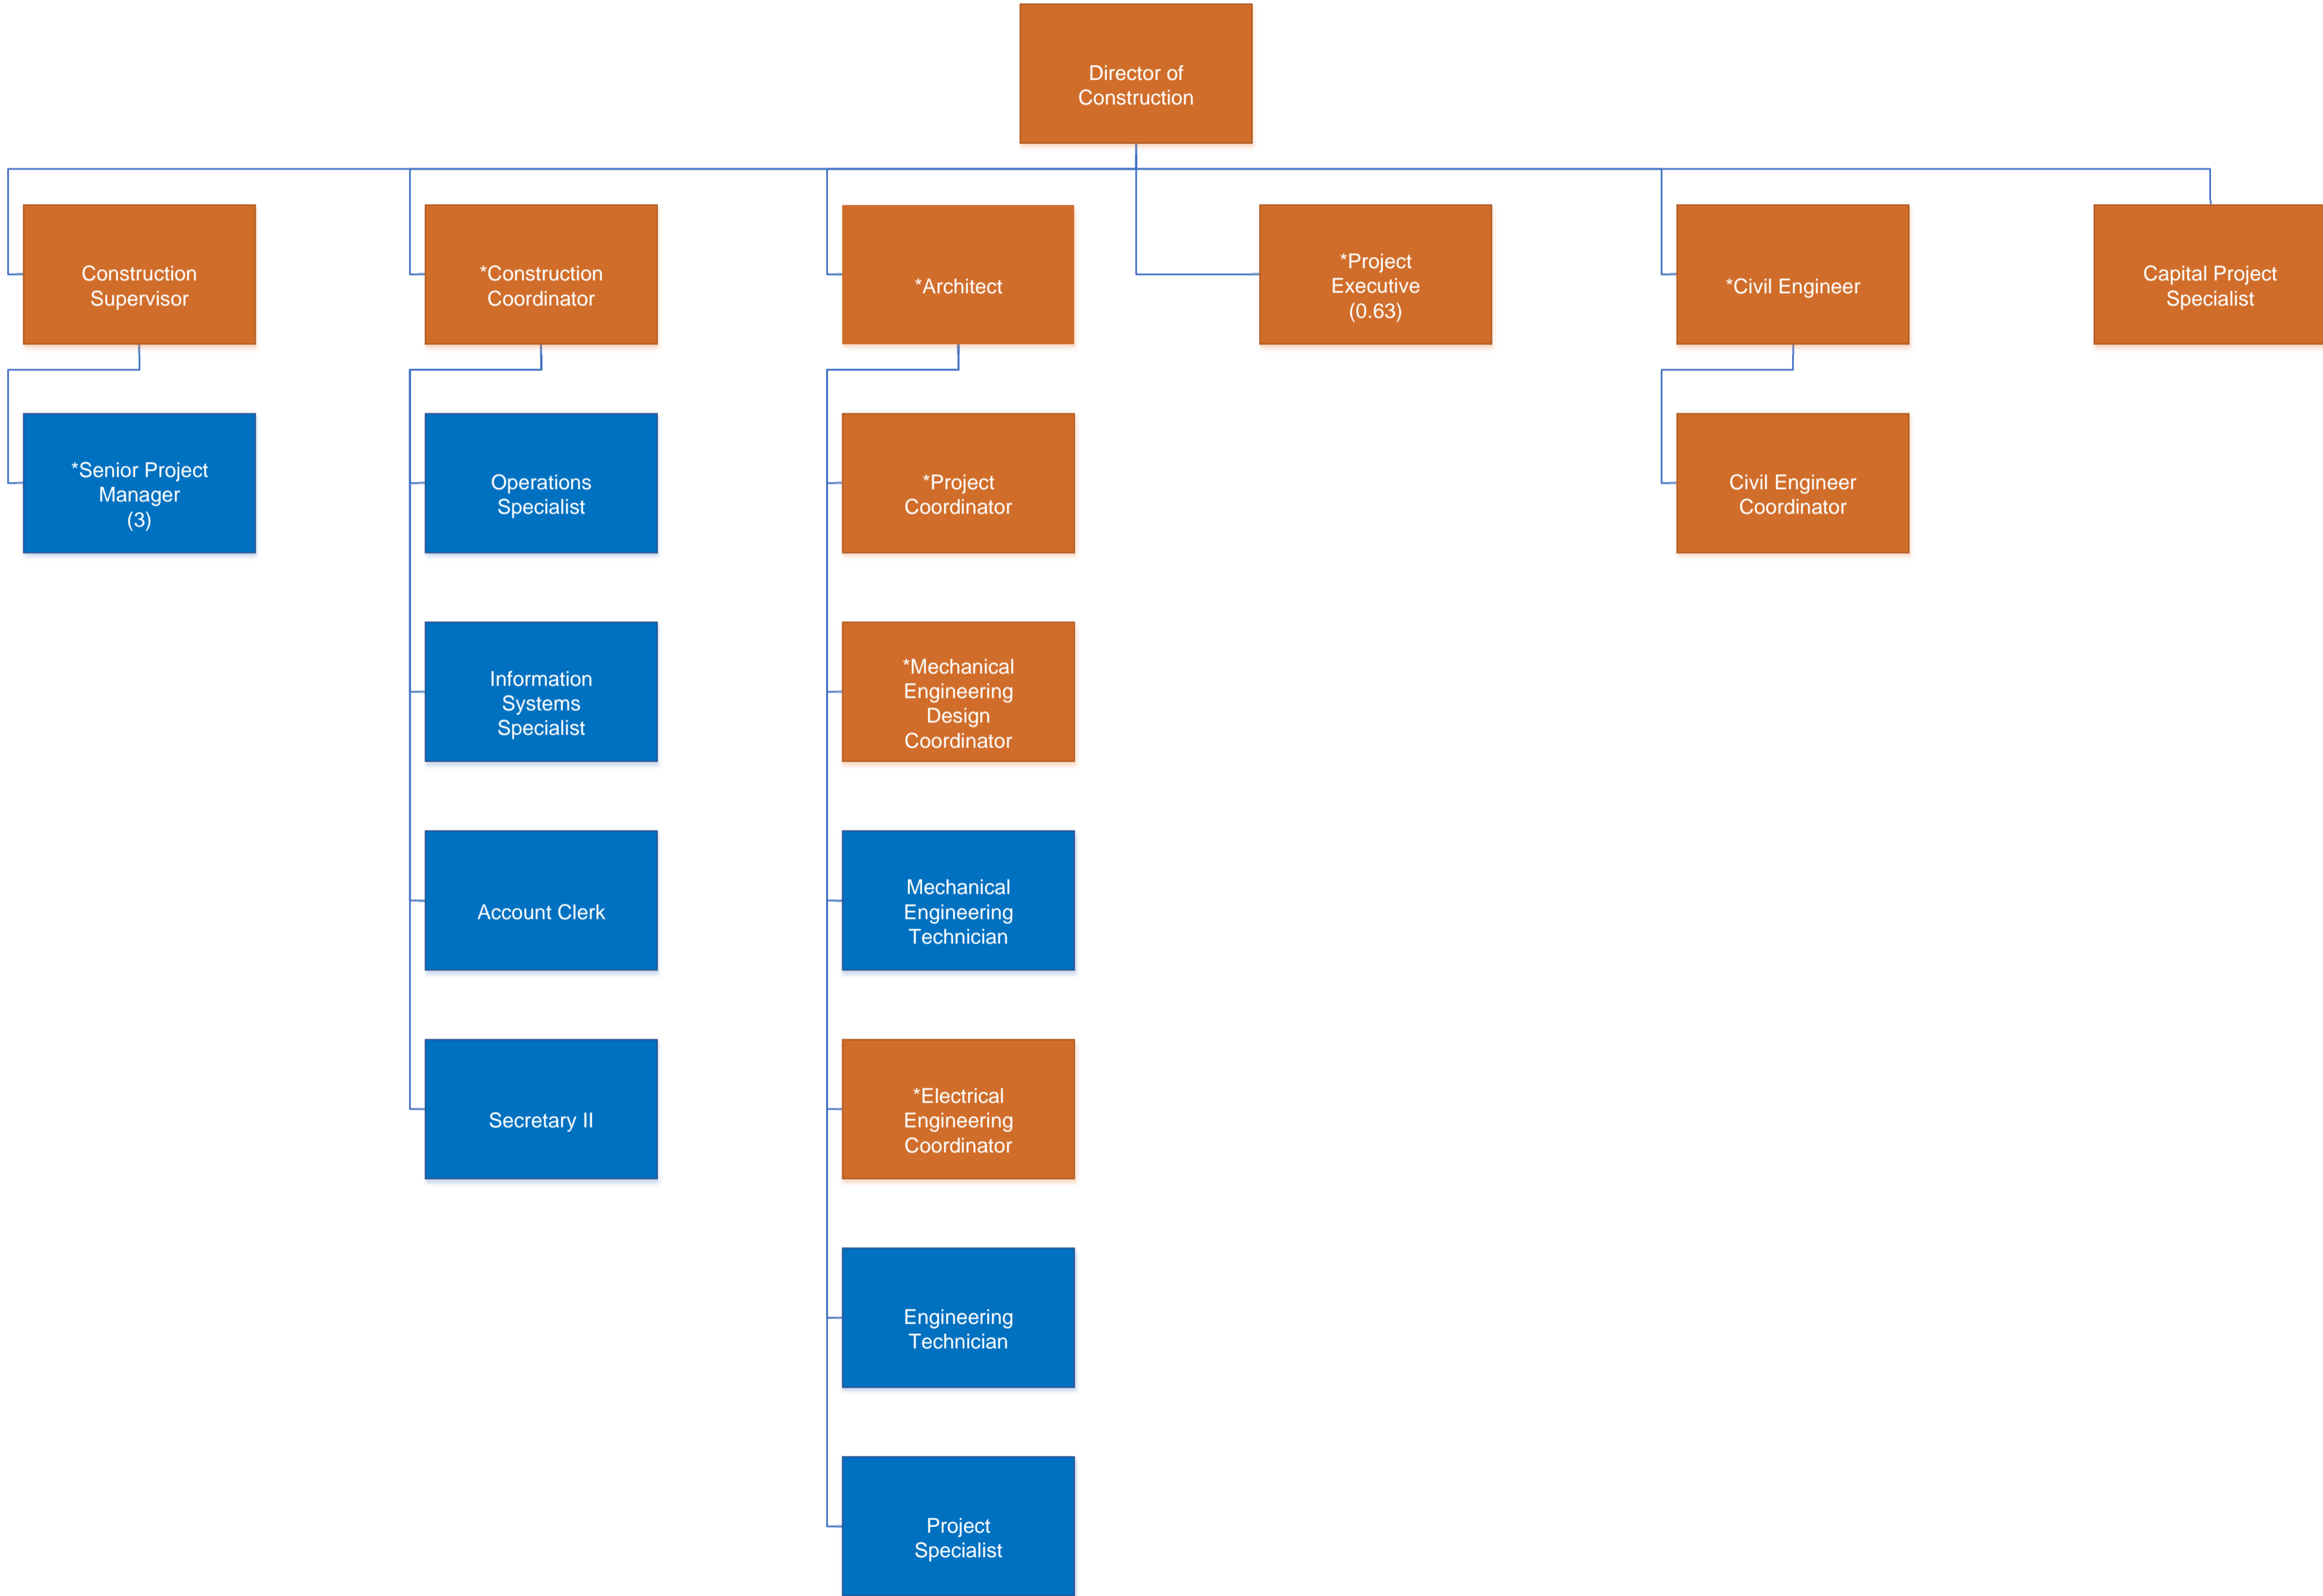 Director of
Construction
Construction
Supervisor
*Construction
Coordinator
*Architect
*Project
Executive
(0.63)
*Civil Engineer
Capital Project
Specialist
*Senior Project
Manager
(3)
Operations
Specialist
*Project
Coordinator
Civil Engineer
Coordinator
Information
Systems
Specialist
*Mechanical
Engineering
Design
Coordinator
Account Clerk
Mechanical
Engineering
Technician
Secretary II
*Electrical
Engineering
Coordinator
Engineering
Technician
Project
Specialist